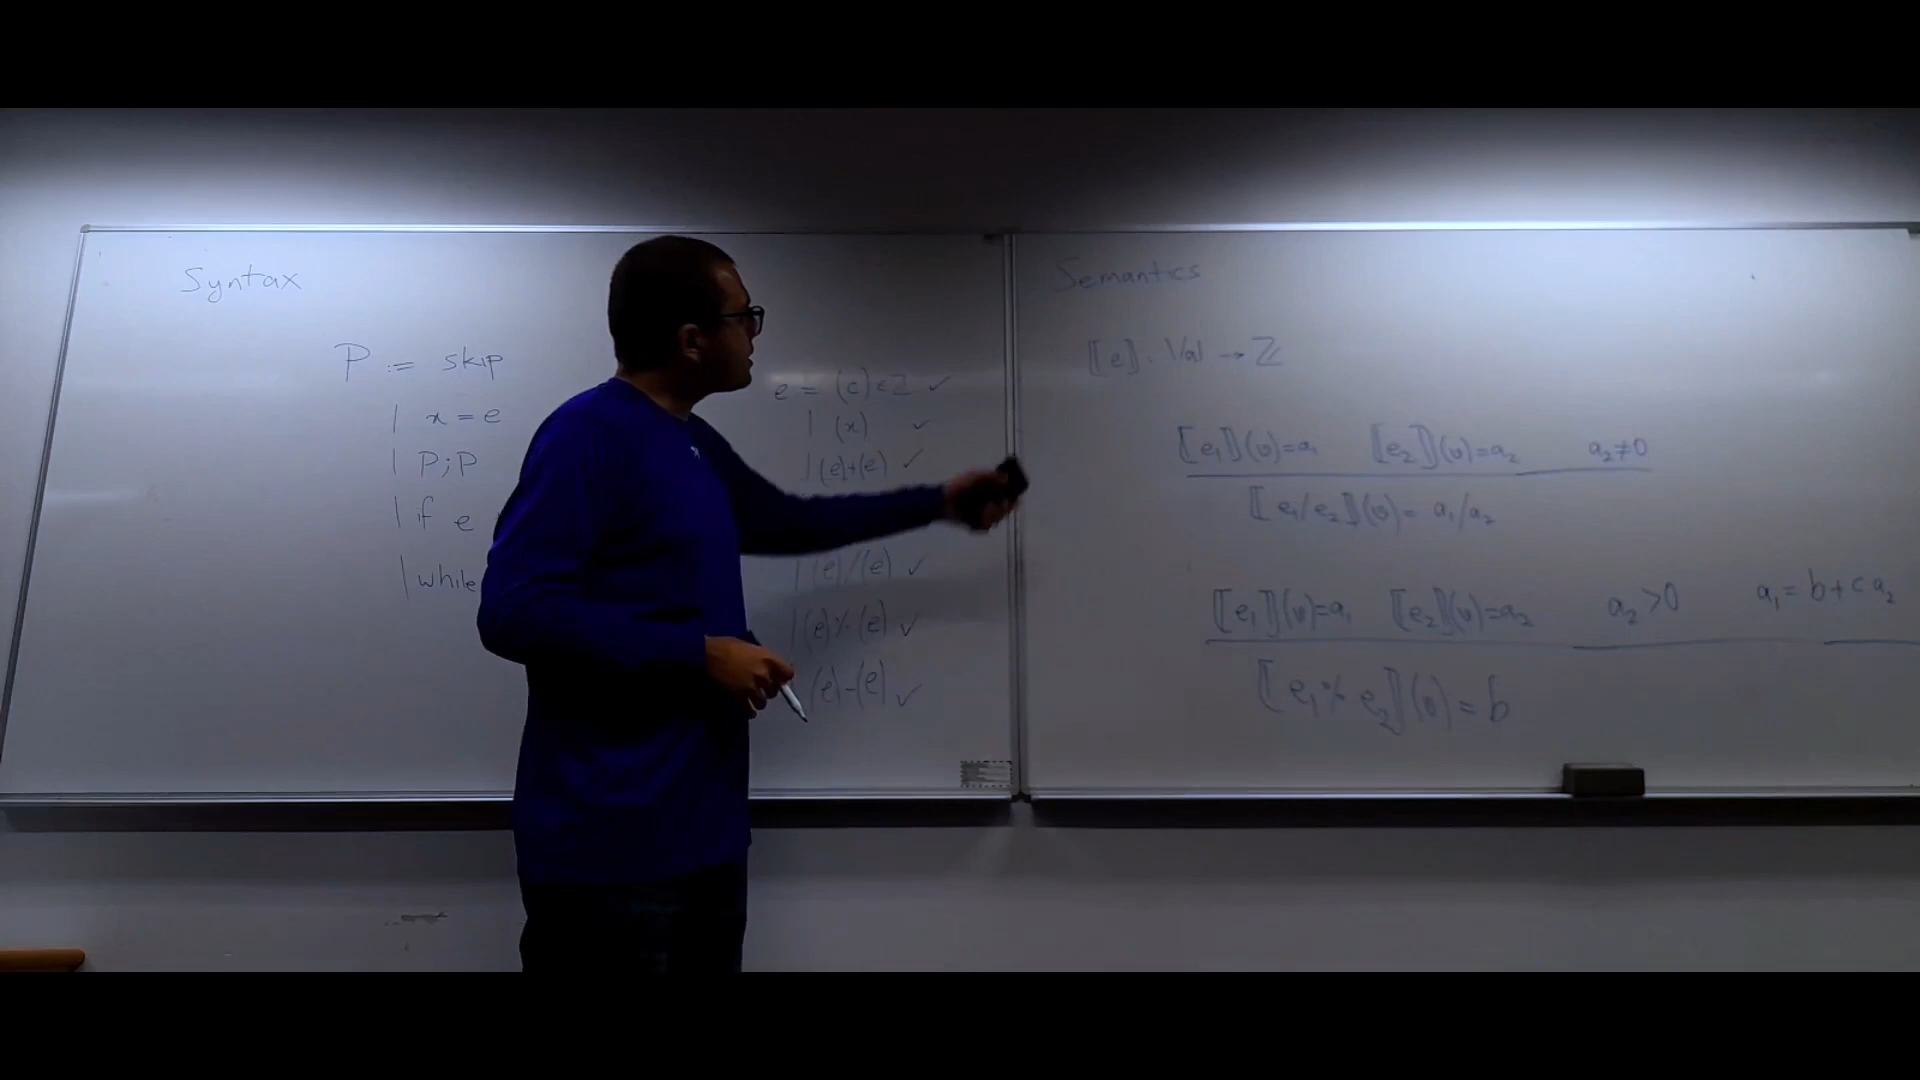 Syntax
P := skip
| x = e
| P;P
| if e
| while
e = (c) ∈ ℤ ✓
| (x) ✓
| (e)+(e) ✓
| (e)/(e) ✓
| (e)%(e) ✓
(e)-(e) ✓
Semantics
⟦e⟧: Val → ℤ
⟦e₁⟧(v)=a₁ ⟦e₂⟧(v)=a₂ a₂≠0
⟦e₁/e₂⟧(v)= a₁/a₂
⟦e₁⟧(v)=a₁ ⟦e₂⟧(v)=a₂ a₂>0 a₁= b+c a₂
⟦e₁%e₂⟧(v)= b